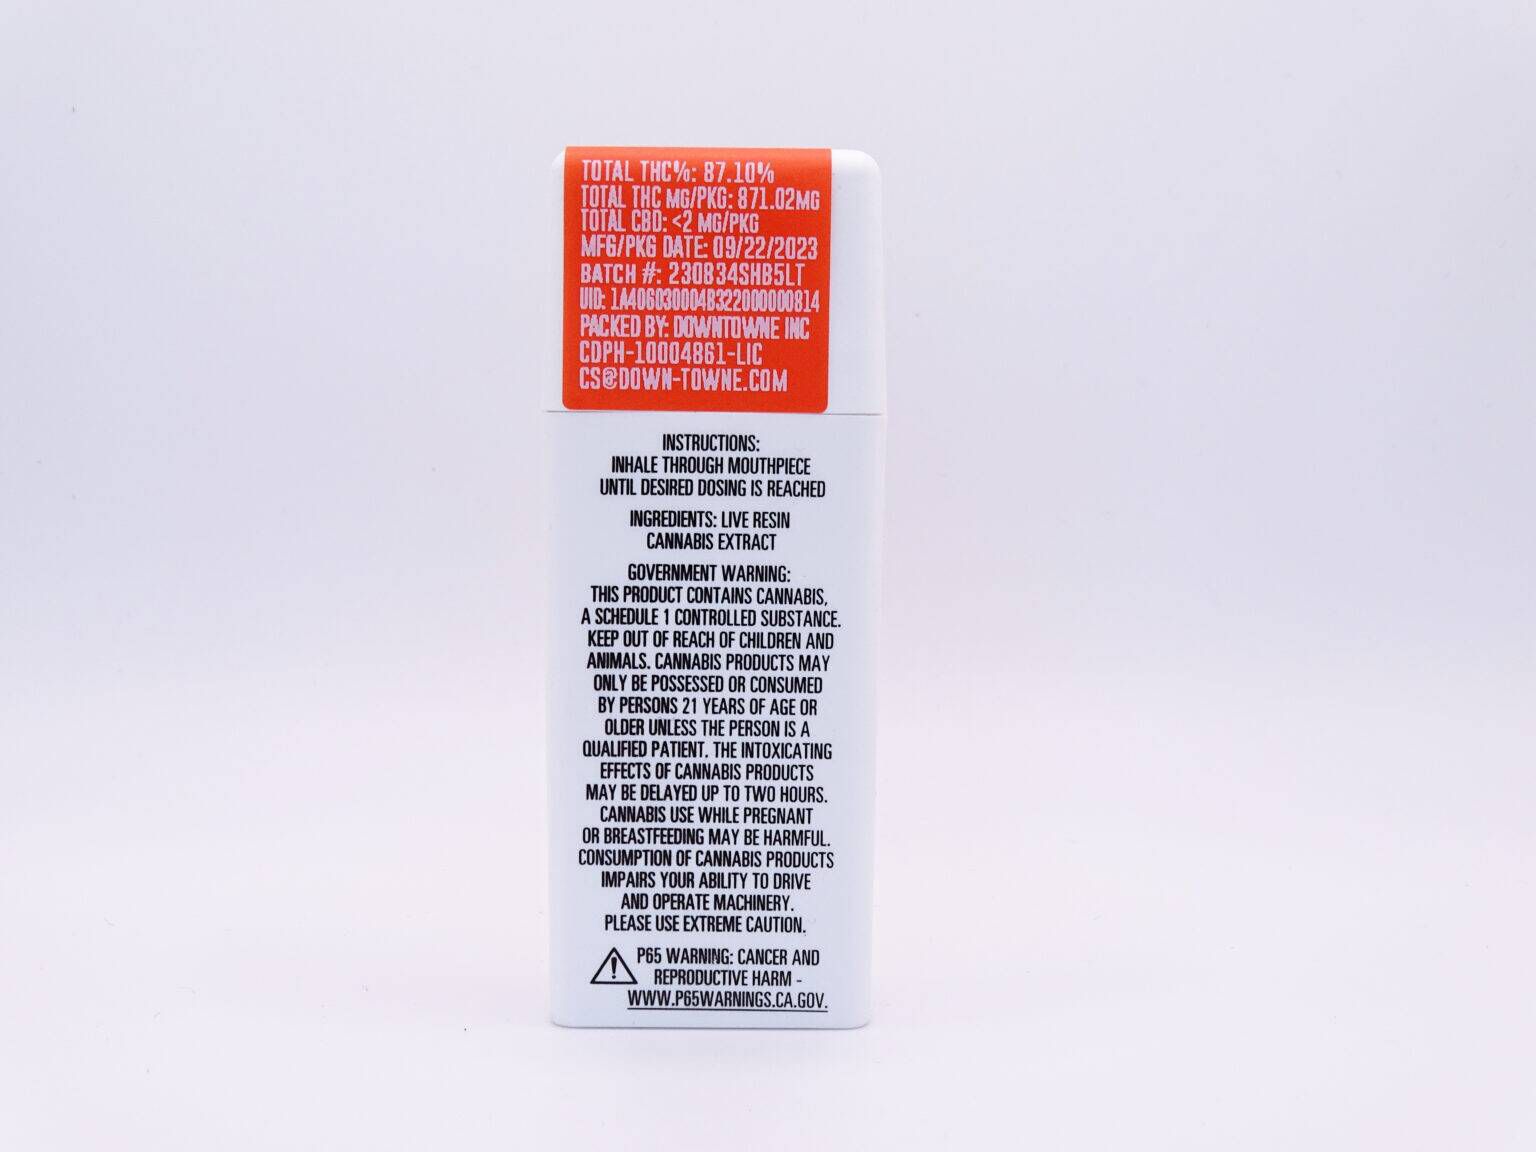 TOTAL THC%: 87.10%
TOTAL THC MG/PKG: 871.02MG
TOTAL CBD: <2 MG/PKG
MFG/PKG DATE: 09/22/2023
BATCH #: 230834SHB5LT
UID: 1A406030004B322000000814
PACKED BY: DOWNTOWNE INC
CDPH-10004861-LIC
CS@DOWN-TOWNE.COM
INSTRUCTIONS:
INHALE THROUGH MOUTHPIECE
UNTIL DESIRED DOSING IS REACHED
INGREDIENTS: LIVE RESIN
CANNABIS EXTRACT
GOVERNMENT WARNING:
THIS PRODUCT CONTAINS CANNABIS,
A SCHEDULE 1 CONTROLLED SUBSTANCE.
KEEP OUT OF REACH OF CHILDREN AND
ANIMALS. CANNABIS PRODUCTS MAY
ONLY BE POSSESSED OR CONSUMED
BY PERSONS 21 YEARS OF AGE OR
OLDER UNLESS THE PERSON IS A
QUALIFIED PATIENT. THE INTOXICATING
EFFECTS OF CANNABIS PRODUCTS
MAY BE DELAYED UP TO TWO HOURS.
CANNABIS USE WHILE PREGNANT
OR BREASTFEEDING MAY BE HARMFUL.
CONSUMPTION OF CANNABIS PRODUCTS
IMPAIRS YOUR ABILITY TO DRIVE
AND OPERATE MACHINERY.
PLEASE USE EXTREME CAUTION.
P65 WARNING: CANCER AND
REPRODUCTIVE HARM -
WWW.P65WARNINGS.CA.GOV.